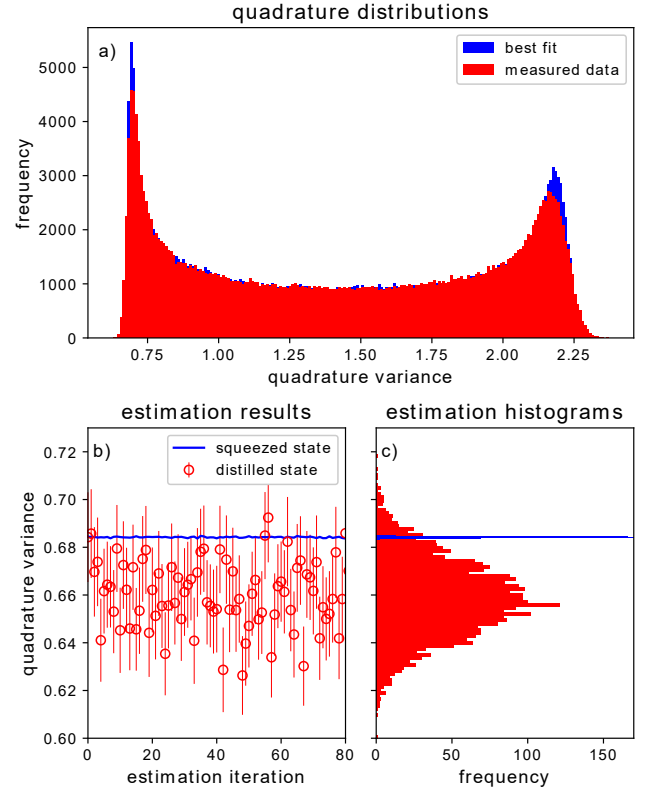 quadrature distributions
a)
best fit
measured data
frequency
5000
4000
3000
2000
1000
0
0.75 1.00 1.25 1.50 1.75 2.00 2.25
quadrature variance
estimation results
b)
squeezed state
distilled state
quadrature variance
0.72
0.70
0.68
0.66
0.64
0.62
0.60
0 20 40 60 80
estimation iteration
estimation histograms
c)
0 50 100 150
frequency